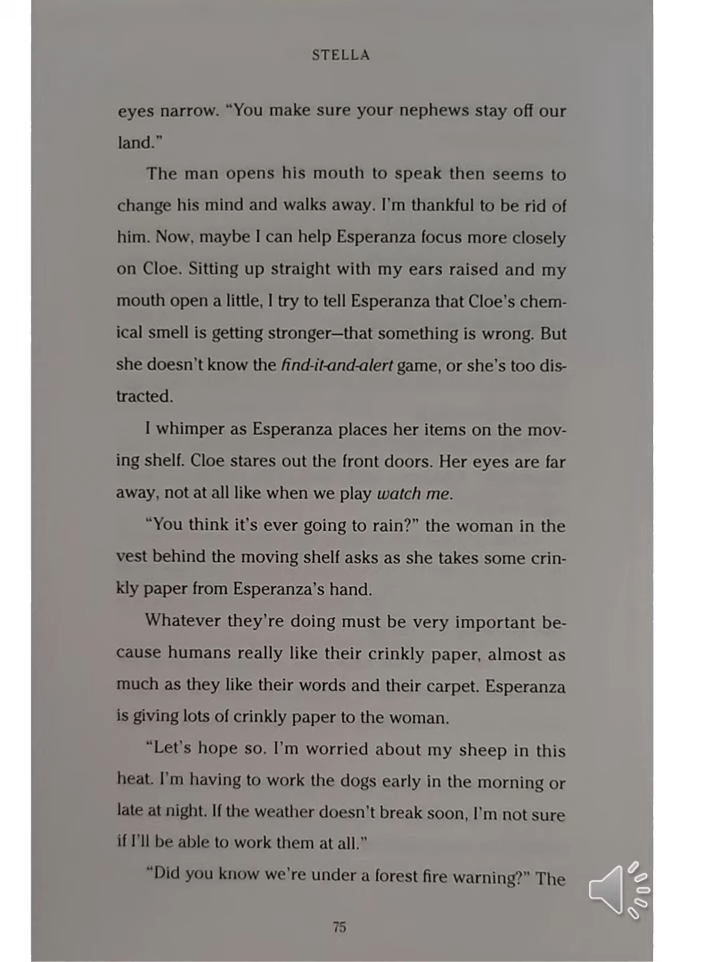 STELLA
eyes narrow. “You make sure your nephews stay off our
land.”
The man opens his mouth to speak then seems to
change his mind and walks away. I’m thankful to be rid of
him. Now, maybe I can help Esperanza focus more closely
on Cloe. Sitting up straight with my ears raised and my
mouth open a little, I try to tell Esperanza that Cloe’s chem-
ical smell is getting stronger—that something is wrong. But
she doesn’t know the find-it-and-alert game, or she’s too dis-
tracted.
I whimper as Esperanza places her items on the mov-
ing shelf. Cloe stares out the front doors. Her eyes are far
away, not at all like when we play watch me.
“You think it’s ever going to rain?” the woman in the
vest behind the moving shelf asks as she takes some crin-
kly paper from Esperanza’s hand.
Whatever they’re doing must be very important be-
cause humans really like their crinkly paper, almost as
much as they like their words and their carpet. Esperanza
is giving lots of crinkly paper to the woman.
“Let’s hope so. I’m worried about my sheep in this
heat. I’m having to work the dogs early in the morning or
late at night. If the weather doesn’t break soon, I’m not sure
if I’ll be able to work them at all.”
“Did you know we’re under a forest fire warning?” The
75